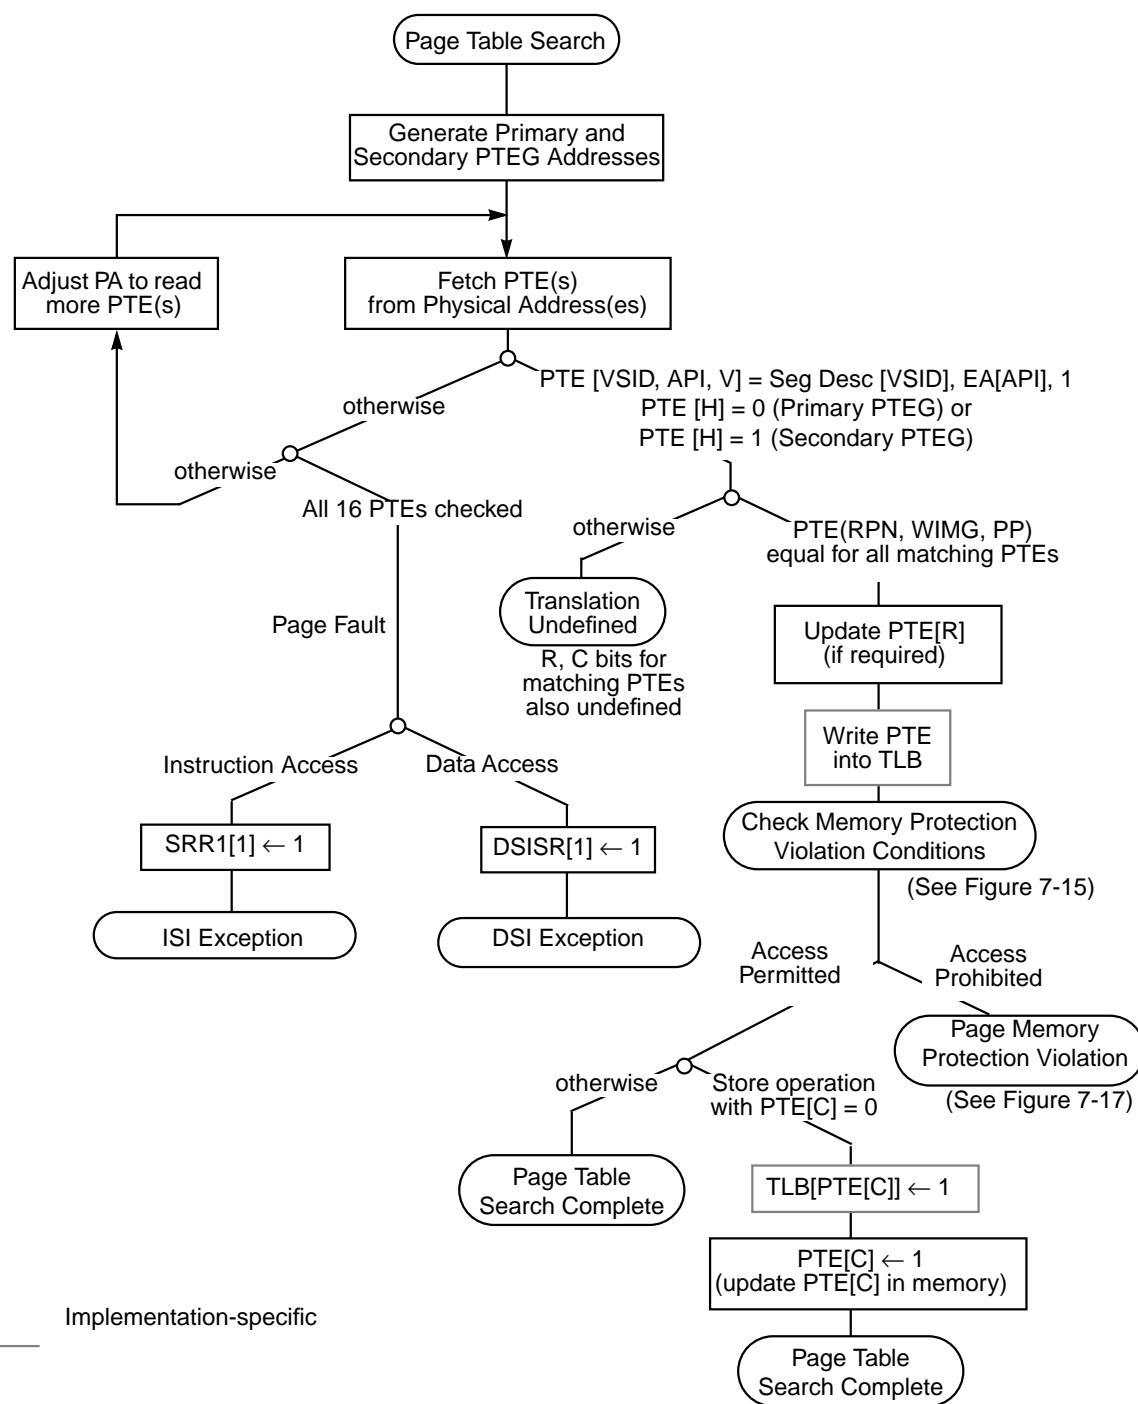 Page Table Search
Generate Primary and
Secondary PTEG Addresses
Adjust PA to read
more PTE(s)
Fetch PTE(s)
from Physical Address(es)
PTE [VSID, API, V] = Seg Desc [VSID], EA[API], 1
PTE [H] = 0 (Primary PTEG) or
PTE [H] = 1 (Secondary PTEG)
otherwise
otherwise
All 16 PTEs checked
otherwise
PTE(RPN, WIMG, PP)
equal for all matching PTEs
Translation
Undefined
R, C bits for
matching PTEs
also undefined
Page Fault
Update PTE[R]
(if required)
Write PTE
into TLB
Instruction Access
Data Access
SRR1[1] ← 1
DSISR[1] ← 1
Check Memory Protection
Violation Conditions
(See Figure 7-15)
ISI Exception
DSI Exception
Access
Permitted
Access
Prohibited
Page Memory
Protection Violation
(See Figure 7-17)
otherwise
Store operation
with PTE[C] = 0
Page Table
Search Complete
TLB[PTE[C]] ← 1
PTE[C] ← 1
(update PTE[C] in memory)
Implementation-specific
Page Table
Search Complete